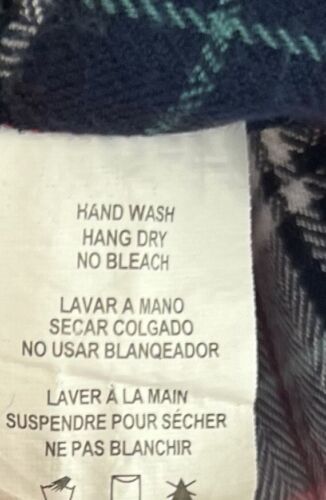 HAND WASH
HANG DRY
NO BLEACH
LAVAR A MANO
SECAR COLGADO
NO USAR BLANQEADOR
LAVER À LA MAIN
SUSPENDRE POUR SÉCHER
NE PAS BLANCHIR